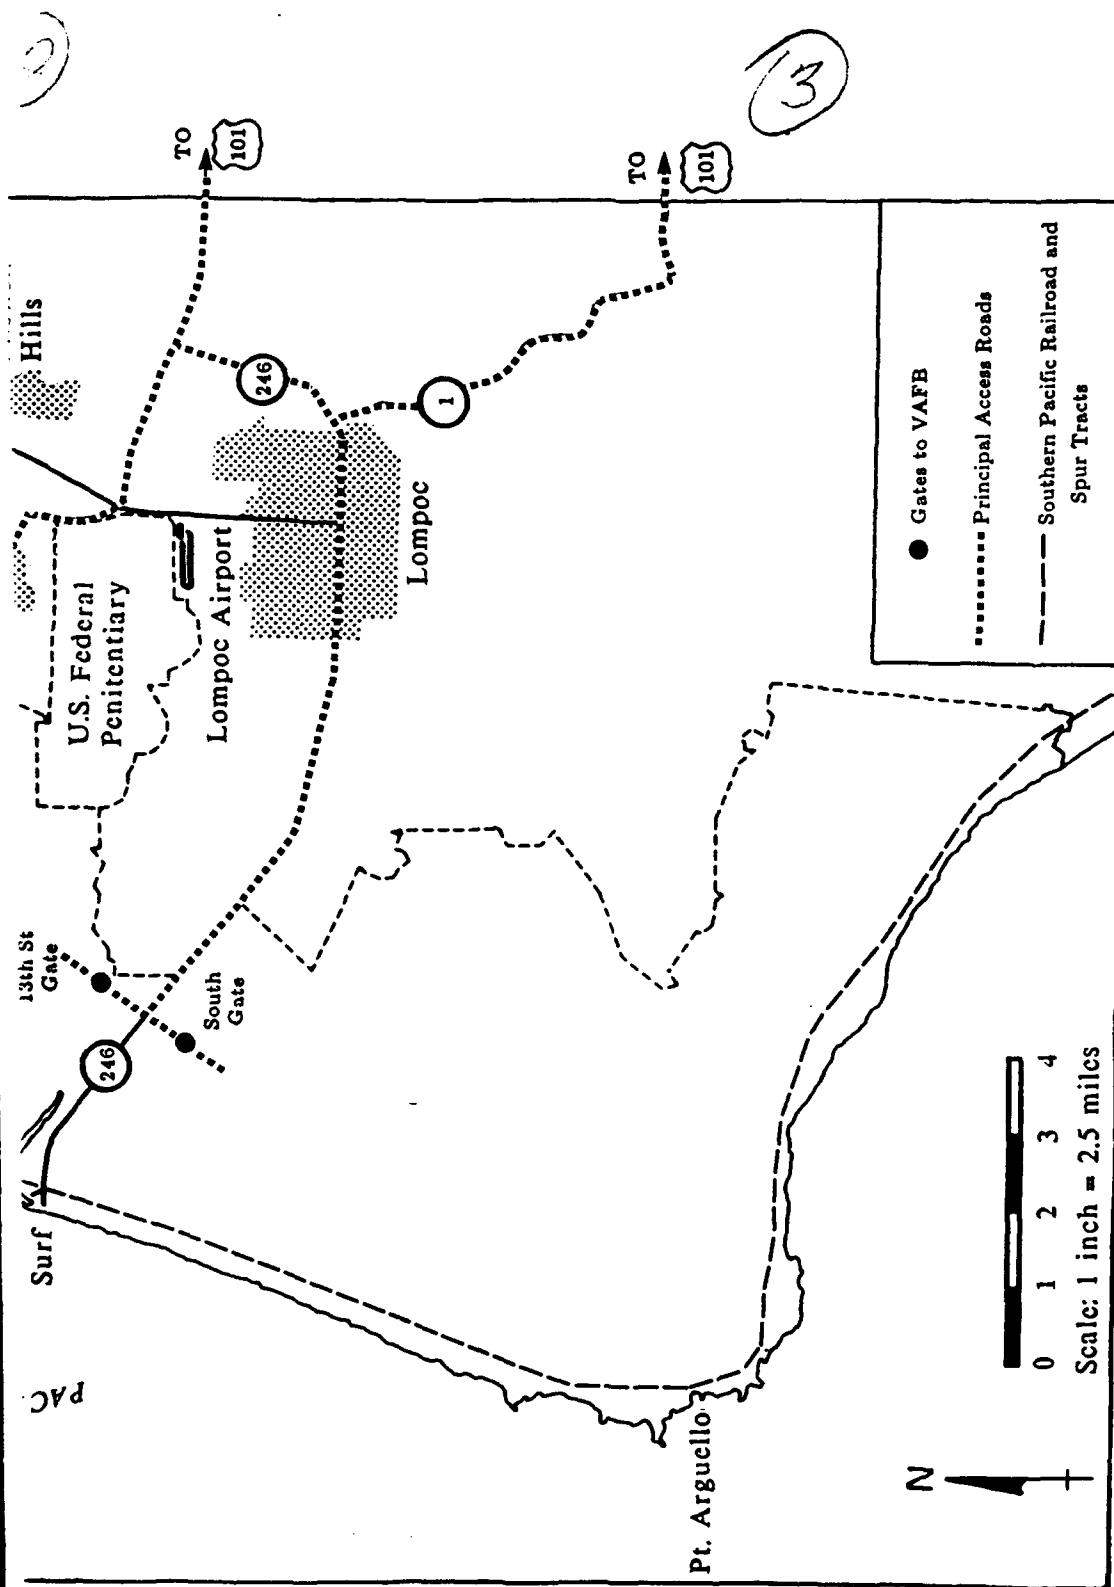 Hills
TO
101
U.S. Federal
Penitentiary
Lompoc Airport
246
1
Lompoc
TO
101
13th St
Gate
South
Gate
246
Surf
PAC
Pt. Arguello
N
0 1 2 3 4
Scale: 1 inch = 2.5 miles
Gates to VAFB
Principal Access Roads
Southern Pacific Railroad and
Spur Tracts
13